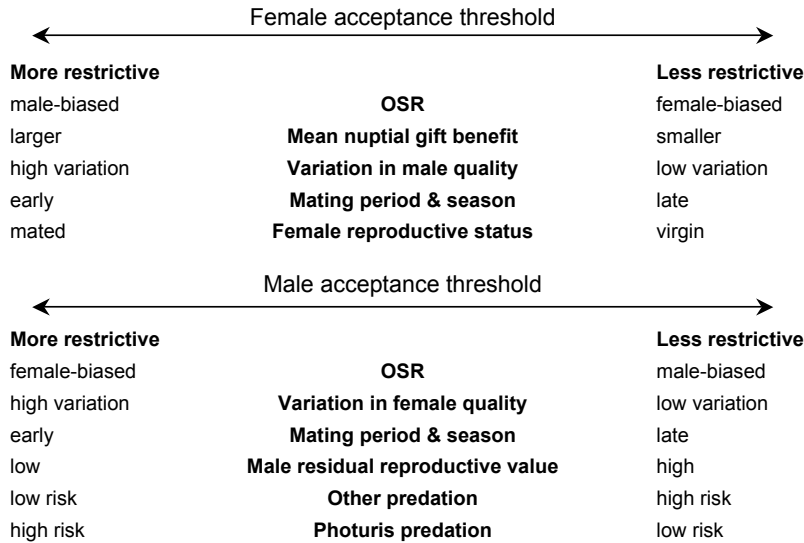 Female acceptance threshold
More restrictive Less restrictive
male-biased OSR female-biased
larger Mean nuptial gift benefit smaller
high variation Variation in male quality low variation
early Mating period & season late
mated Female reproductive status virgin
Male acceptance threshold
More restrictive Less restrictive
female-biased OSR male-biased
high variation Variation in female quality low variation
early Mating period & season late
low Male residual reproductive value high
low risk Other predation high risk
high risk Photuris predation low risk